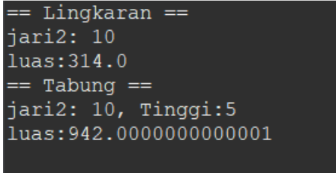 == Lingkaran ==
jari2: 10
luas:314.0
== Tabung ==
jari2: 10, Tinggi:5
luas:942.0000000000001